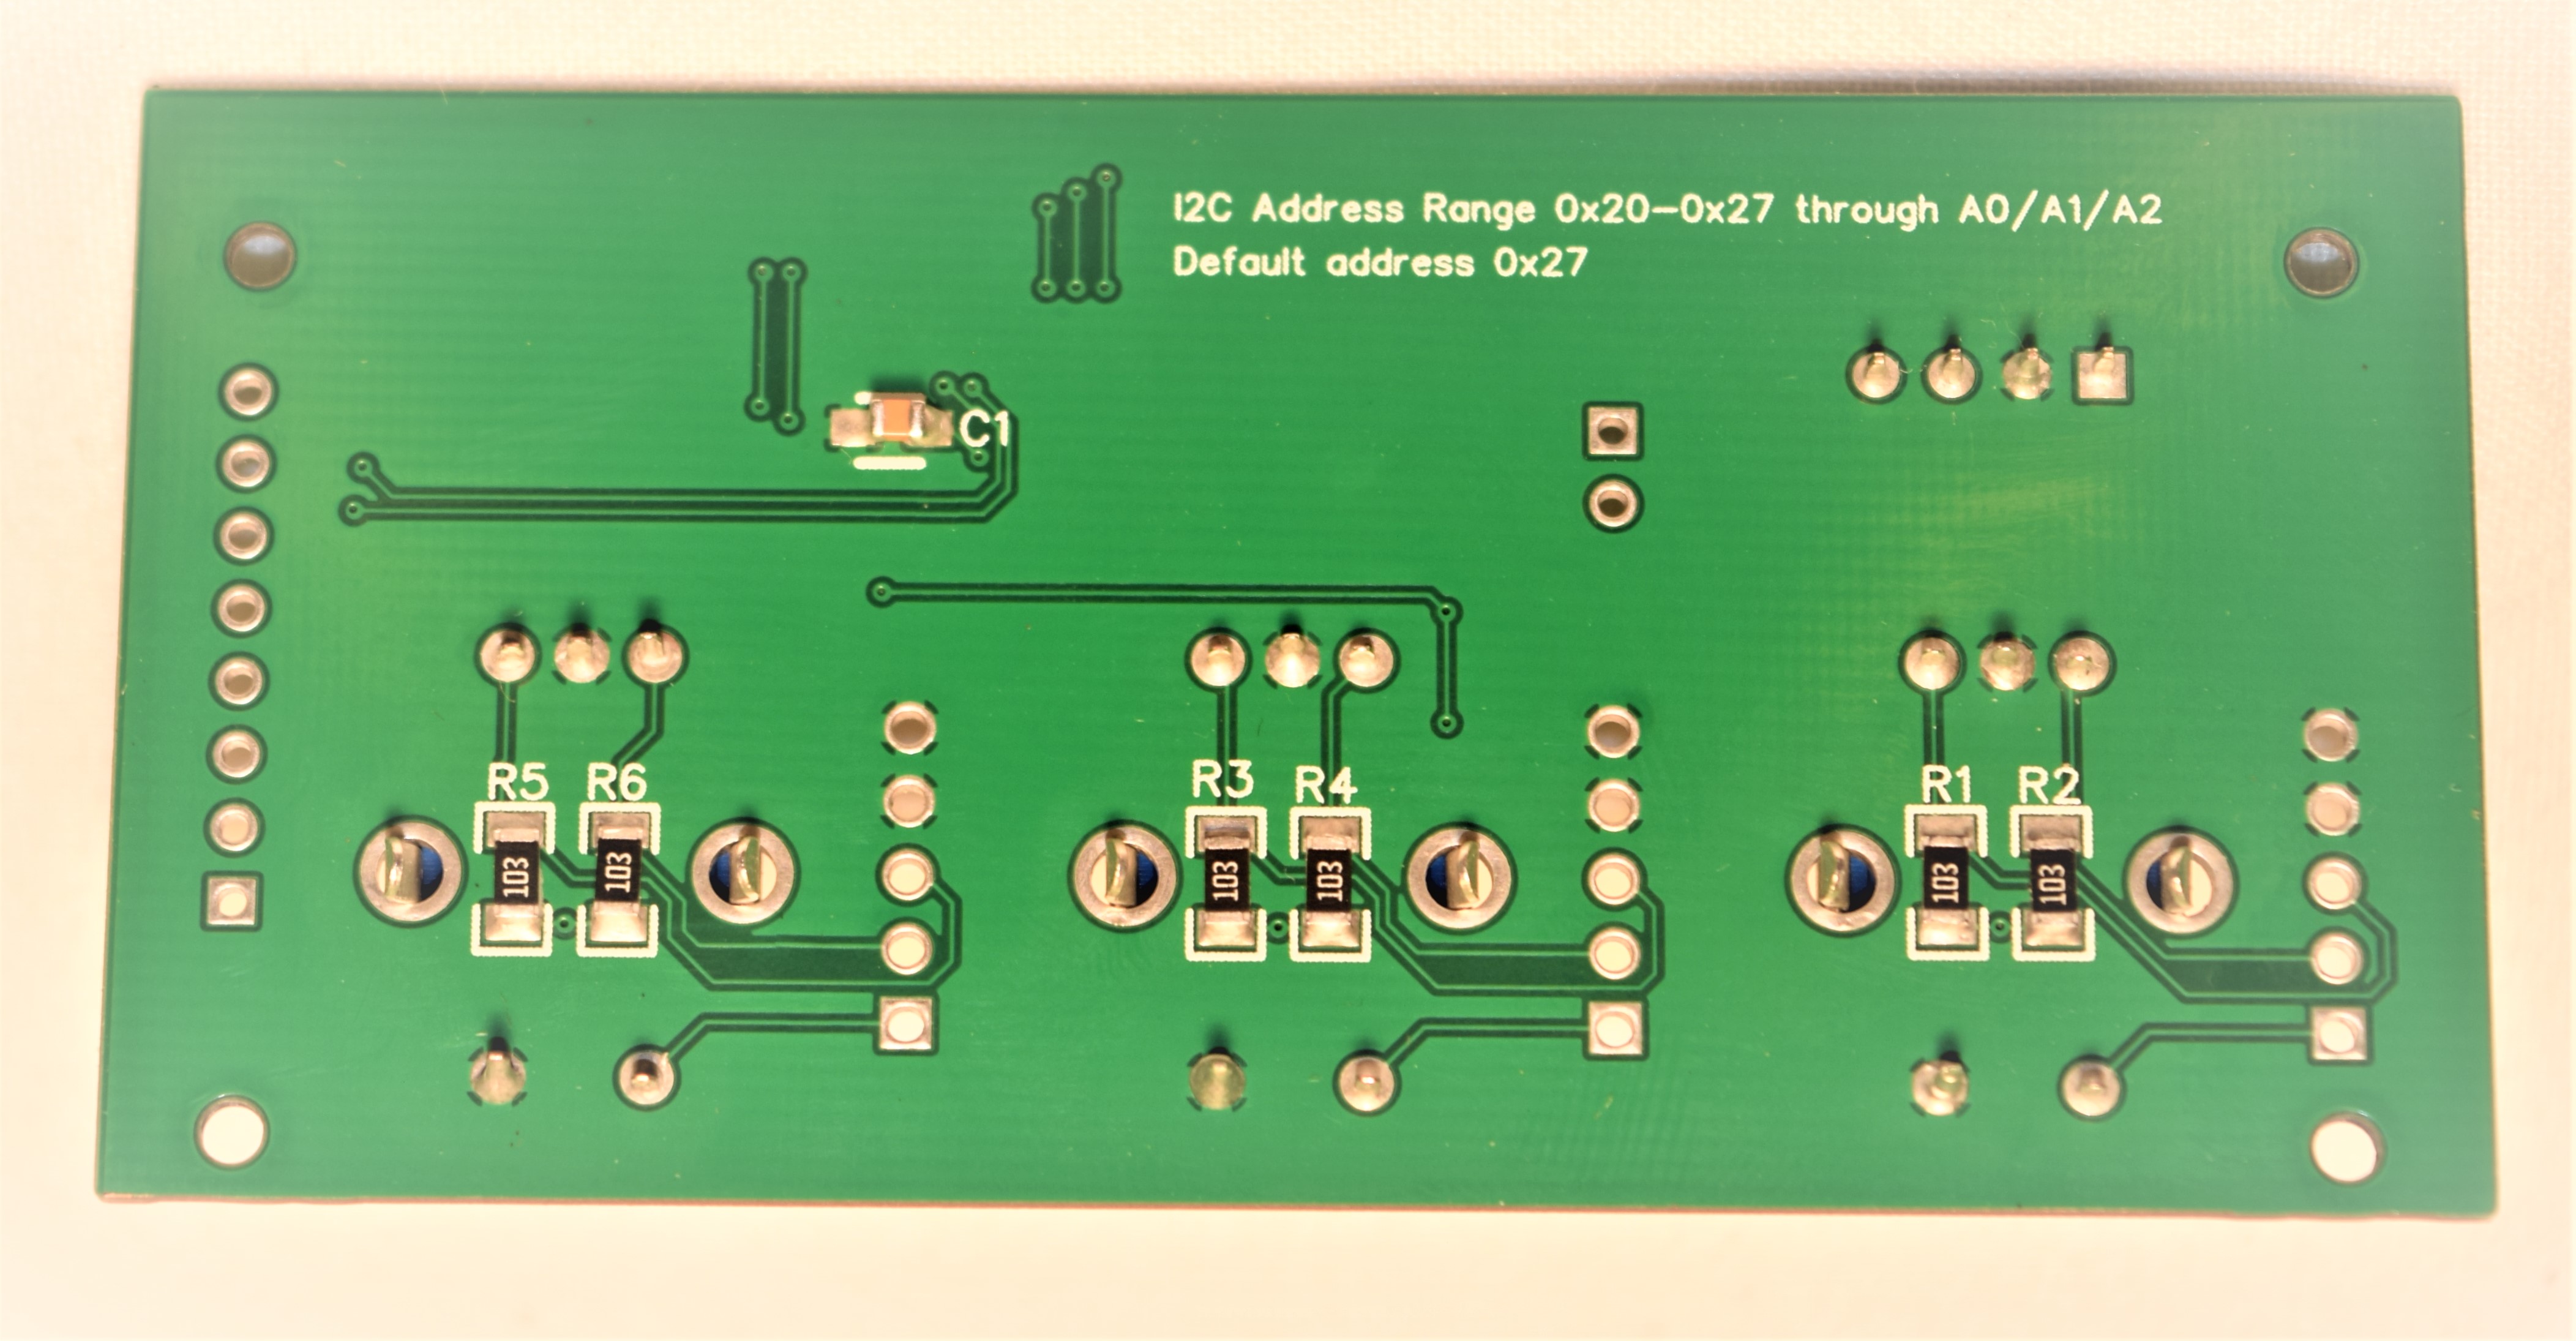 I2C Address Range 0x20-0x27 through A0/A1/A2
Default address 0x27
C1
R5 R6 R3 R4 R1 R2
103 103 103 103 103 103